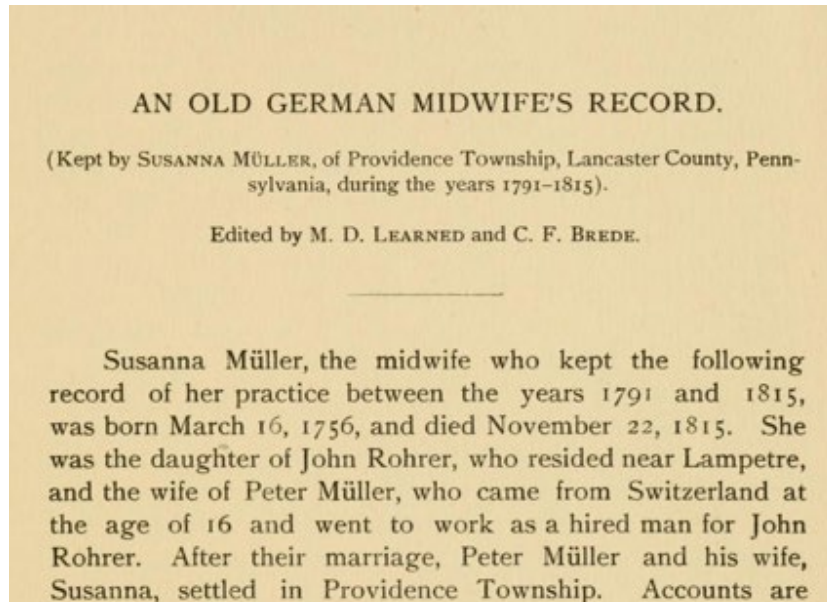 AN OLD GERMAN MIDWIFE'S RECORD.
(Kept by SUSANNA MÜLLER, of Providence Township, Lancaster County, Penn-
sylvania, during the years 1791–1815).
Edited by M. D. LEARNED and C. F. BREDE.
Susanna Müller, the midwife who kept the following
record of her practice between the years 1791 and 1815,
was born March 16, 1756, and died November 22, 1815. She
was the daughter of John Rohrer, who resided near Lampetre,
and the wife of Peter Müller, who came from Switzerland at
the age of 16 and went to work as a hired man for John
Rohrer. After their marriage, Peter Müller and his wife,
Susanna, settled in Providence Township. Accounts are